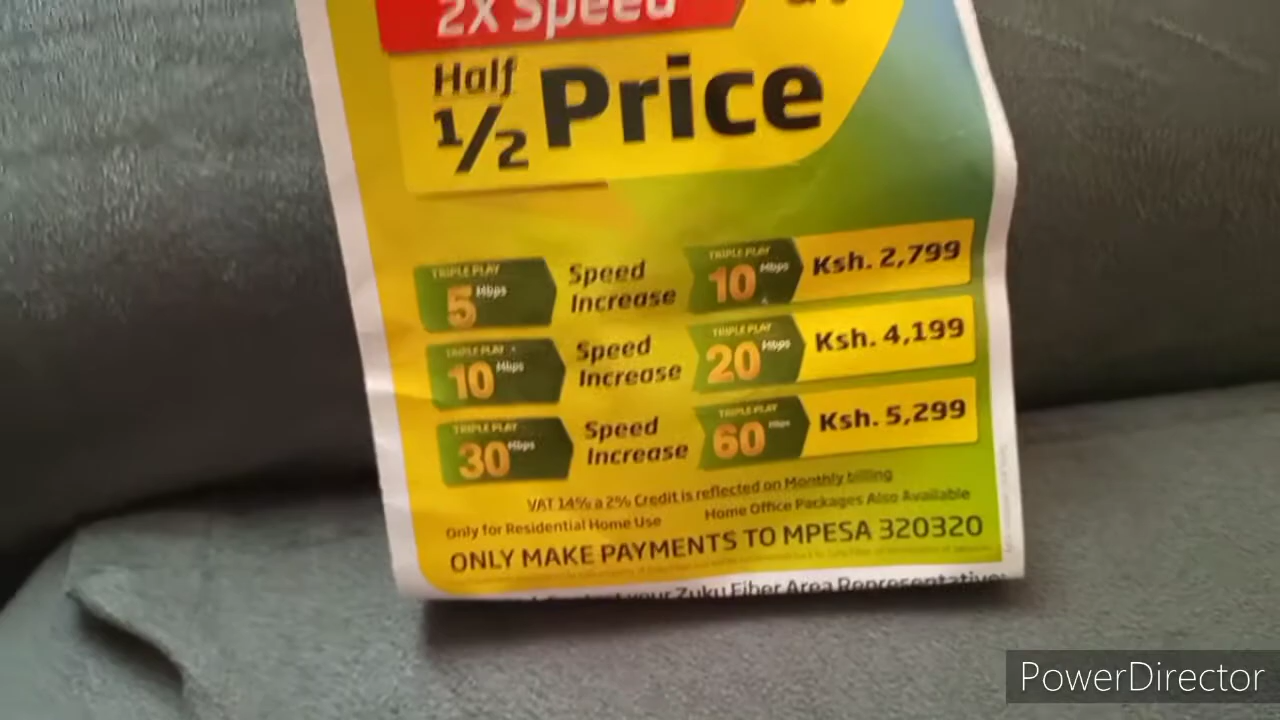 2X Speed
Half
1/2 Price
TRIPLE PLAY
5 Mbps
Speed Increase
TRIPLE PLAY
10 Mbps
Ksh. 2,799
TRIPLE PLAY
10 Mbps
Speed Increase
TRIPLE PLAY
20 Mbps
Ksh. 4,199
TRIPLE PLAY
30 Mbps
Speed Increase
TRIPLE PLAY
60 Mbps
Ksh. 5,299
VAT 14% a 2% Credit is reflected on Monthly billing
Only for Residential Home Use
Home Office Packages Also Available
ONLY MAKE PAYMENTS TO MPESA 320320
your Zuku Fiber Area Representative
PowerDirector